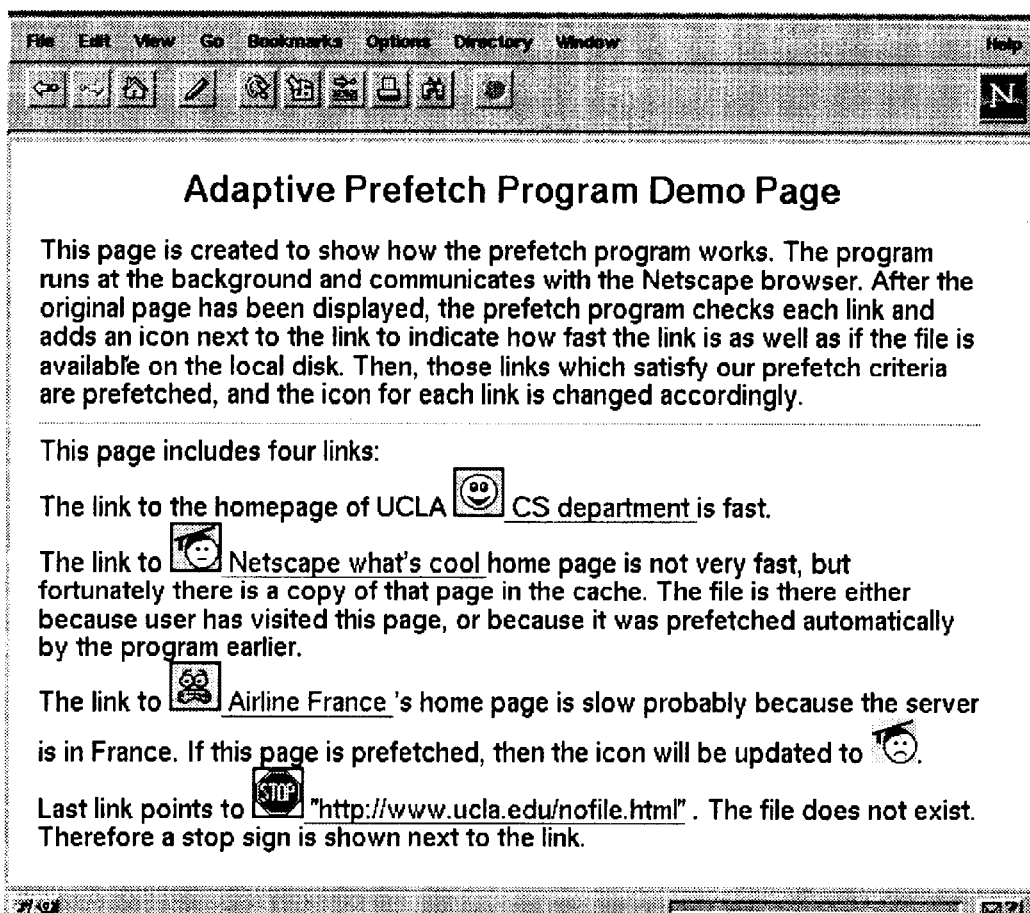 File Edit View Go Bookmarks Options Directory Window Help
N
Adaptive Prefetch Program Demo Page
This page is created to show how the prefetch program works. The program
runs at the background and communicates with the Netscape browser. After the
original page has been displayed, the prefetch program checks each link and
adds an icon next to the link to indicate how fast the link is as well as if the file is
available on the local disk. Then, those links which satisfy our prefetch criteria
are prefetched, and the icon for each link is changed accordingly.
This page includes four links:
The link to the homepage of UCLA CS department is fast.
The link to Netscape what's cool home page is not very fast, but
fortunately there is a copy of that page in the cache. The file is there either
because user has visited this page, or because it was prefetched automatically
by the program earlier.
The link to Airline France 's home page is slow probably because the server
is in France. If this page is prefetched, then the icon will be updated to .
Last link points to STOP "http://www.ucla.edu/nofile.html" . The file does not exist.
Therefore a stop sign is shown next to the link.